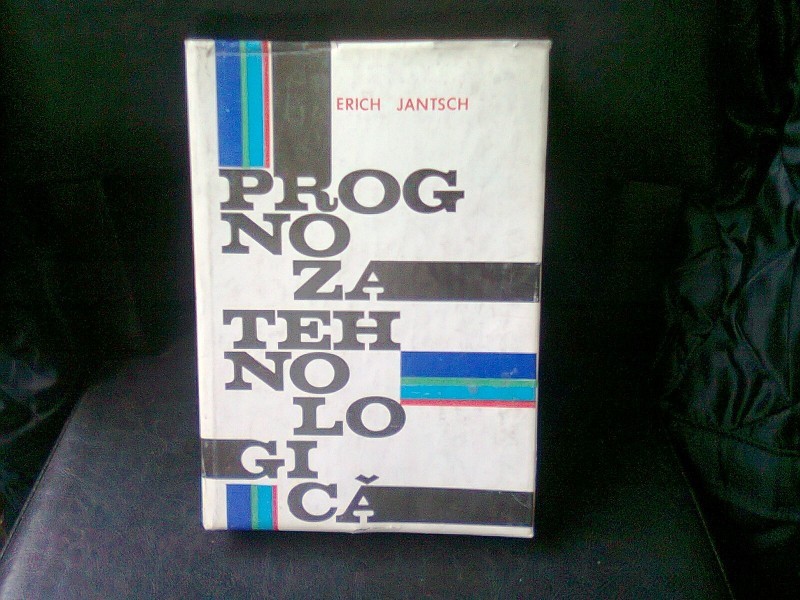 ERICH JANTSCH
PROG
NO
ZA
TEH
NO
LO
GI
CĂ